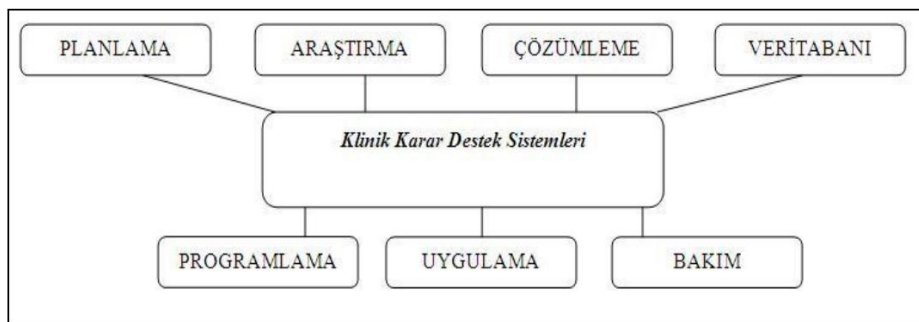 PLANLAMA
ARAŞTIRMA
ÇÖZÜMLEME
VERİTABANI
Klinik Karar Destek Sistemleri
PROGRAMLAMA
UYGULAMA
BAKIM